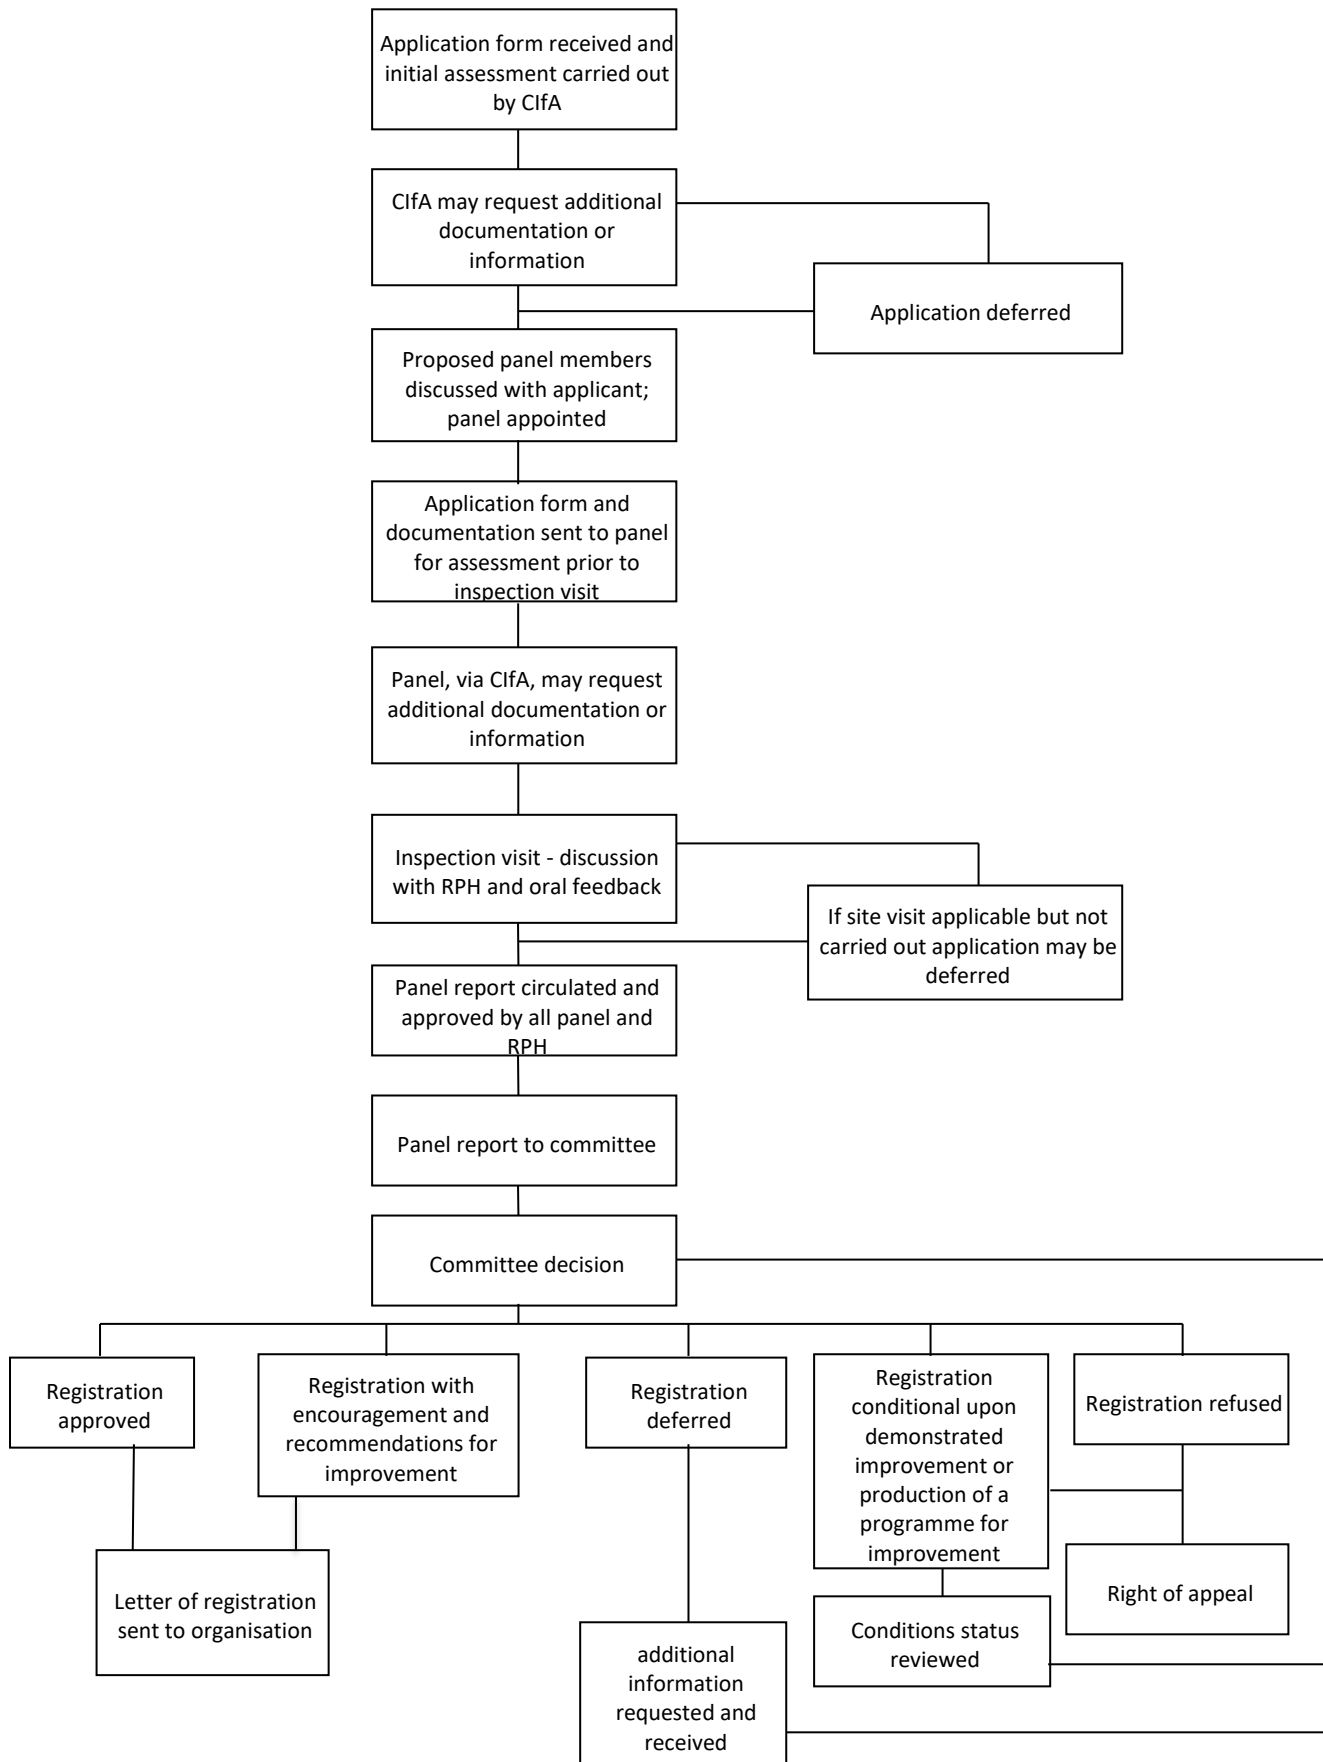 Application form received and
initial assessment carried out
by CIfA
CIfA may request additional
documentation or
information
Application deferred
Proposed panel members
discussed with applicant;
panel appointed
Application form and
documentation sent to panel
for assessment prior to
inspection visit
Panel, via CIfA, may request
additional documentation or
information
Inspection visit - discussion
with RPH and oral feedback
If site visit applicable but not
carried out application may be
deferred
Panel report circulated and
approved by all panel and
RPH
Panel report to committee
Committee decision
Registration
approved
Registration with
encouragement and
recommendations for
improvement
Registration
deferred
Registration
conditional upon
demonstrated
improvement or
production of a
programme for
improvement
Registration refused
Letter of registration
sent to organisation
additional
information
requested and
received
Conditions status
reviewed
Right of appeal